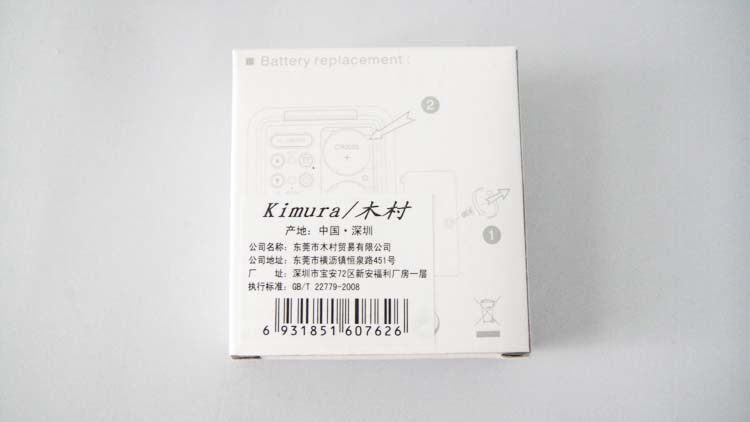 ■ Battery replacement :
2
+
1
Kimura/木村
产地: 中国·深圳
公司名称: 东莞市木村贸易有限公司
公司地址: 东莞市横沥镇恒泉路451号
厂 址: 深圳市宝安72区新安福利厂房一层
执行标准: GB/T 22779-2008
6 931851 607626